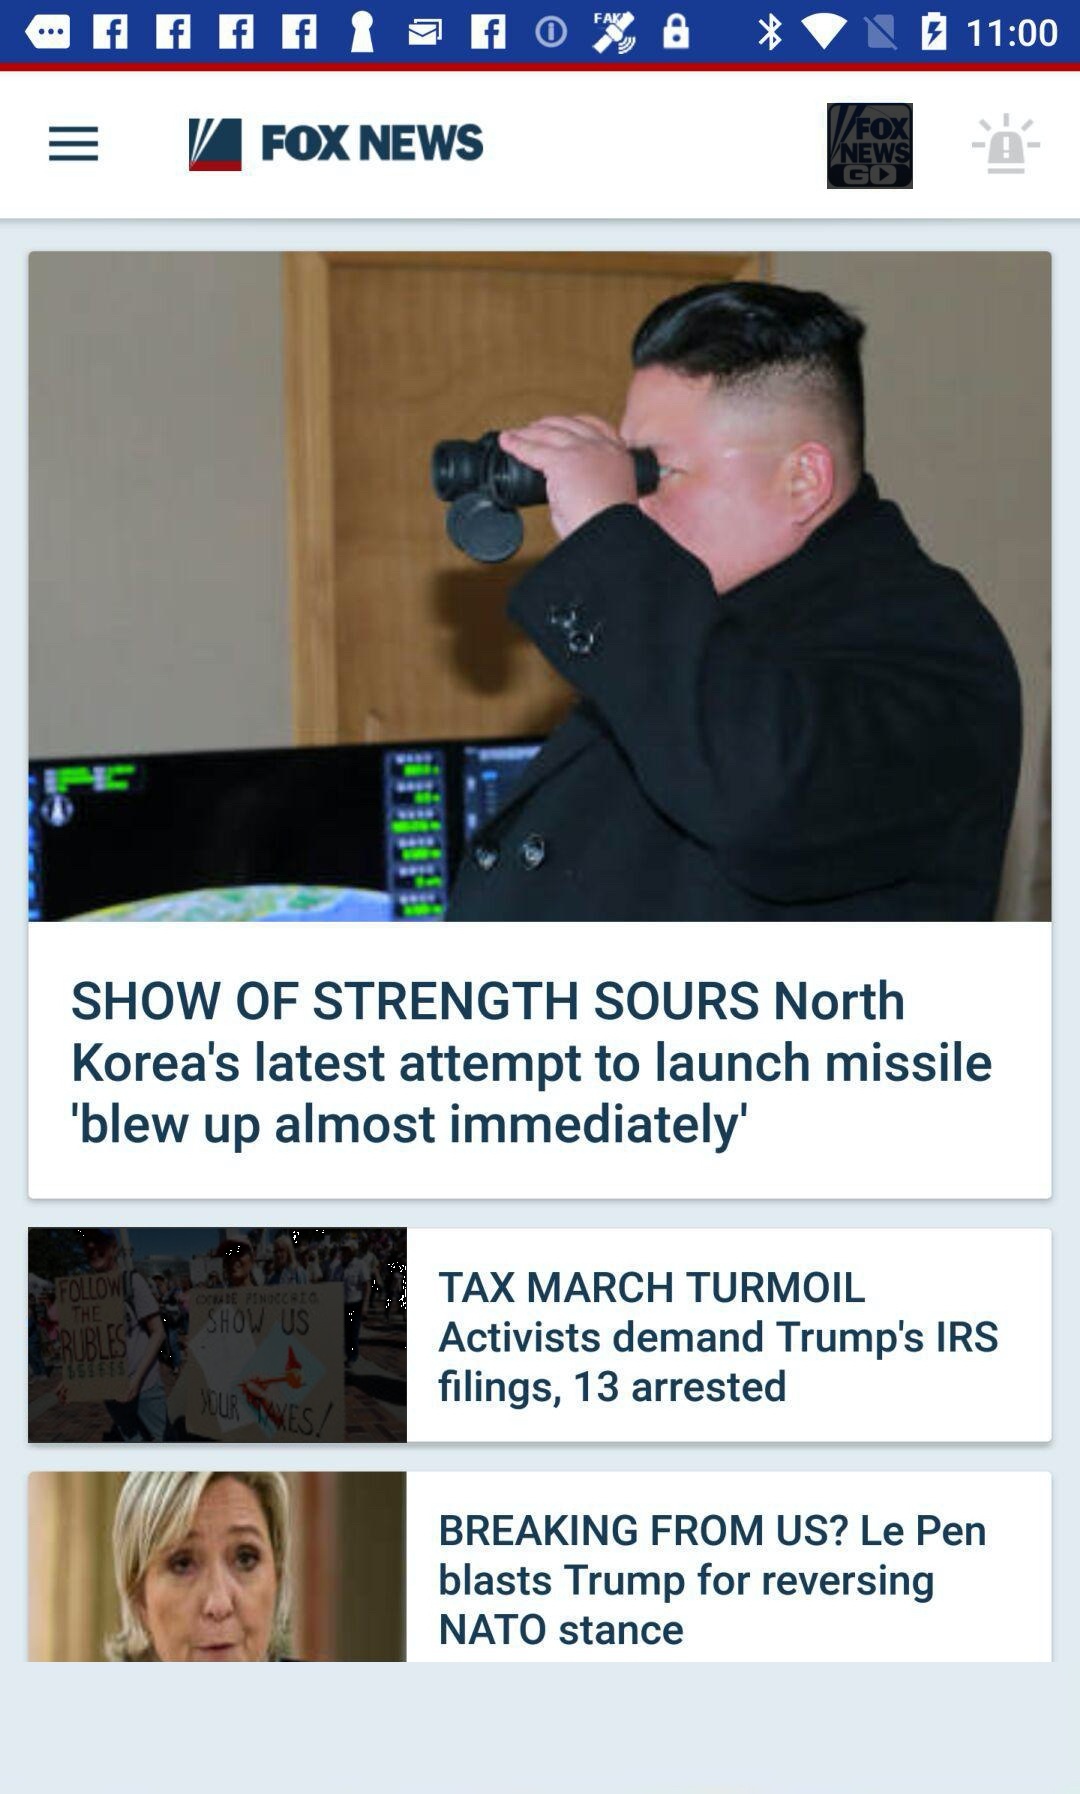 FAKE
11:00
FOX NEWS
FOX
NEWS
GO
SHOW OF STRENGTH SOURS North
Korea's latest attempt to launch missile
'blew up almost immediately'
FOLLOW
THE
RUBLES
SHOW US
YOUR TAXES!
TAX MARCH TURMOIL
Activists demand Trump's IRS
filings, 13 arrested
BREAKING FROM US? Le Pen
blasts Trump for reversing
NATO stance